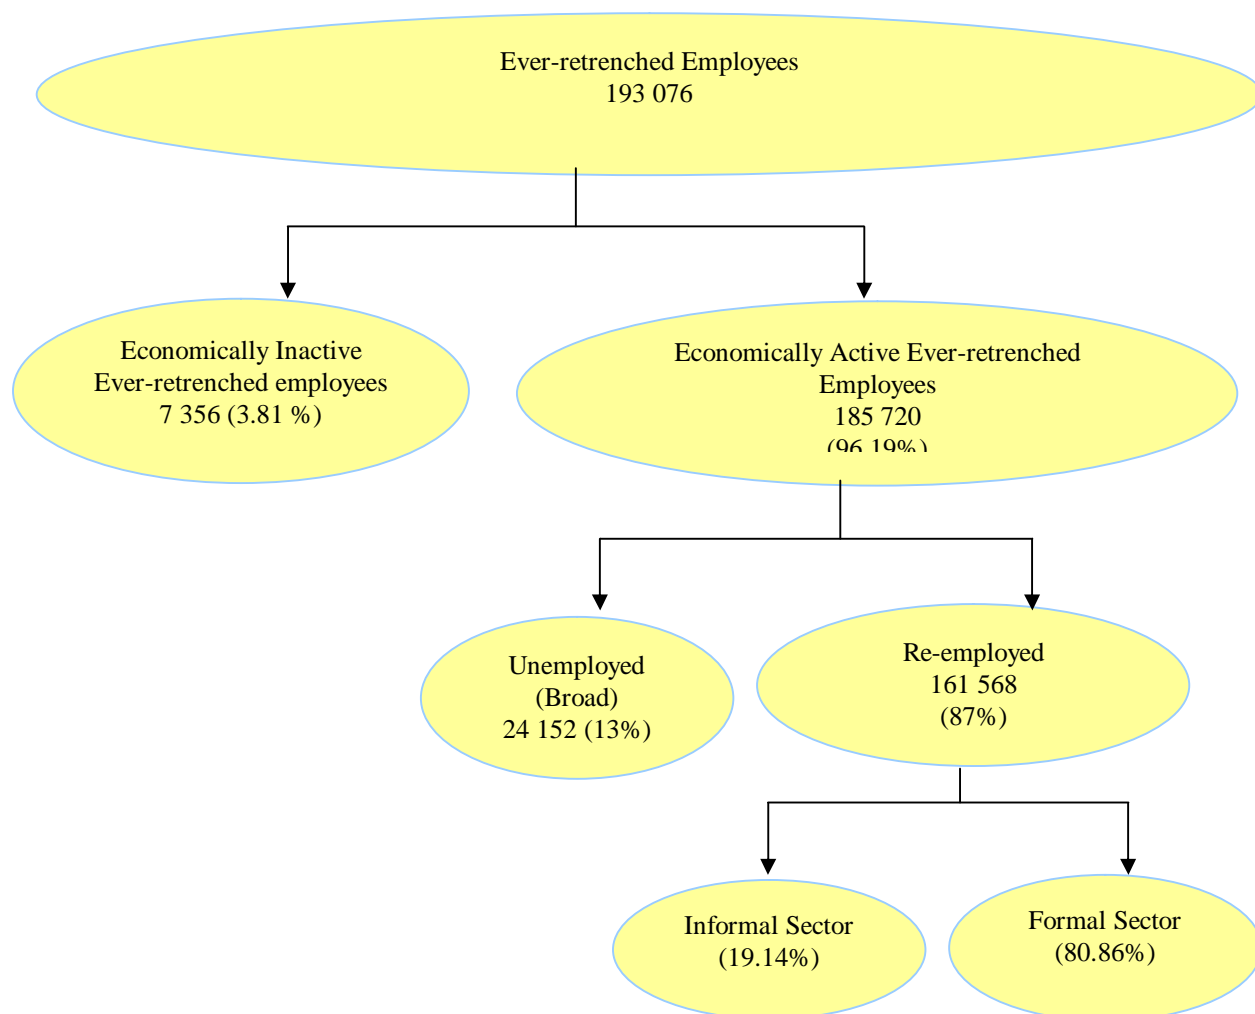 Ever-retrenched Employees
193 076
Economically Inactive
Ever-retrenched employees
7 356 (3.81 %)
Economically Active Ever-retrenched
Employees
185 720
(96.19%)
Unemployed
(Broad)
24 152 (13%)
Re-employed
161 568
(87%)
Informal Sector
(19.14%)
Formal Sector
(80.86%)